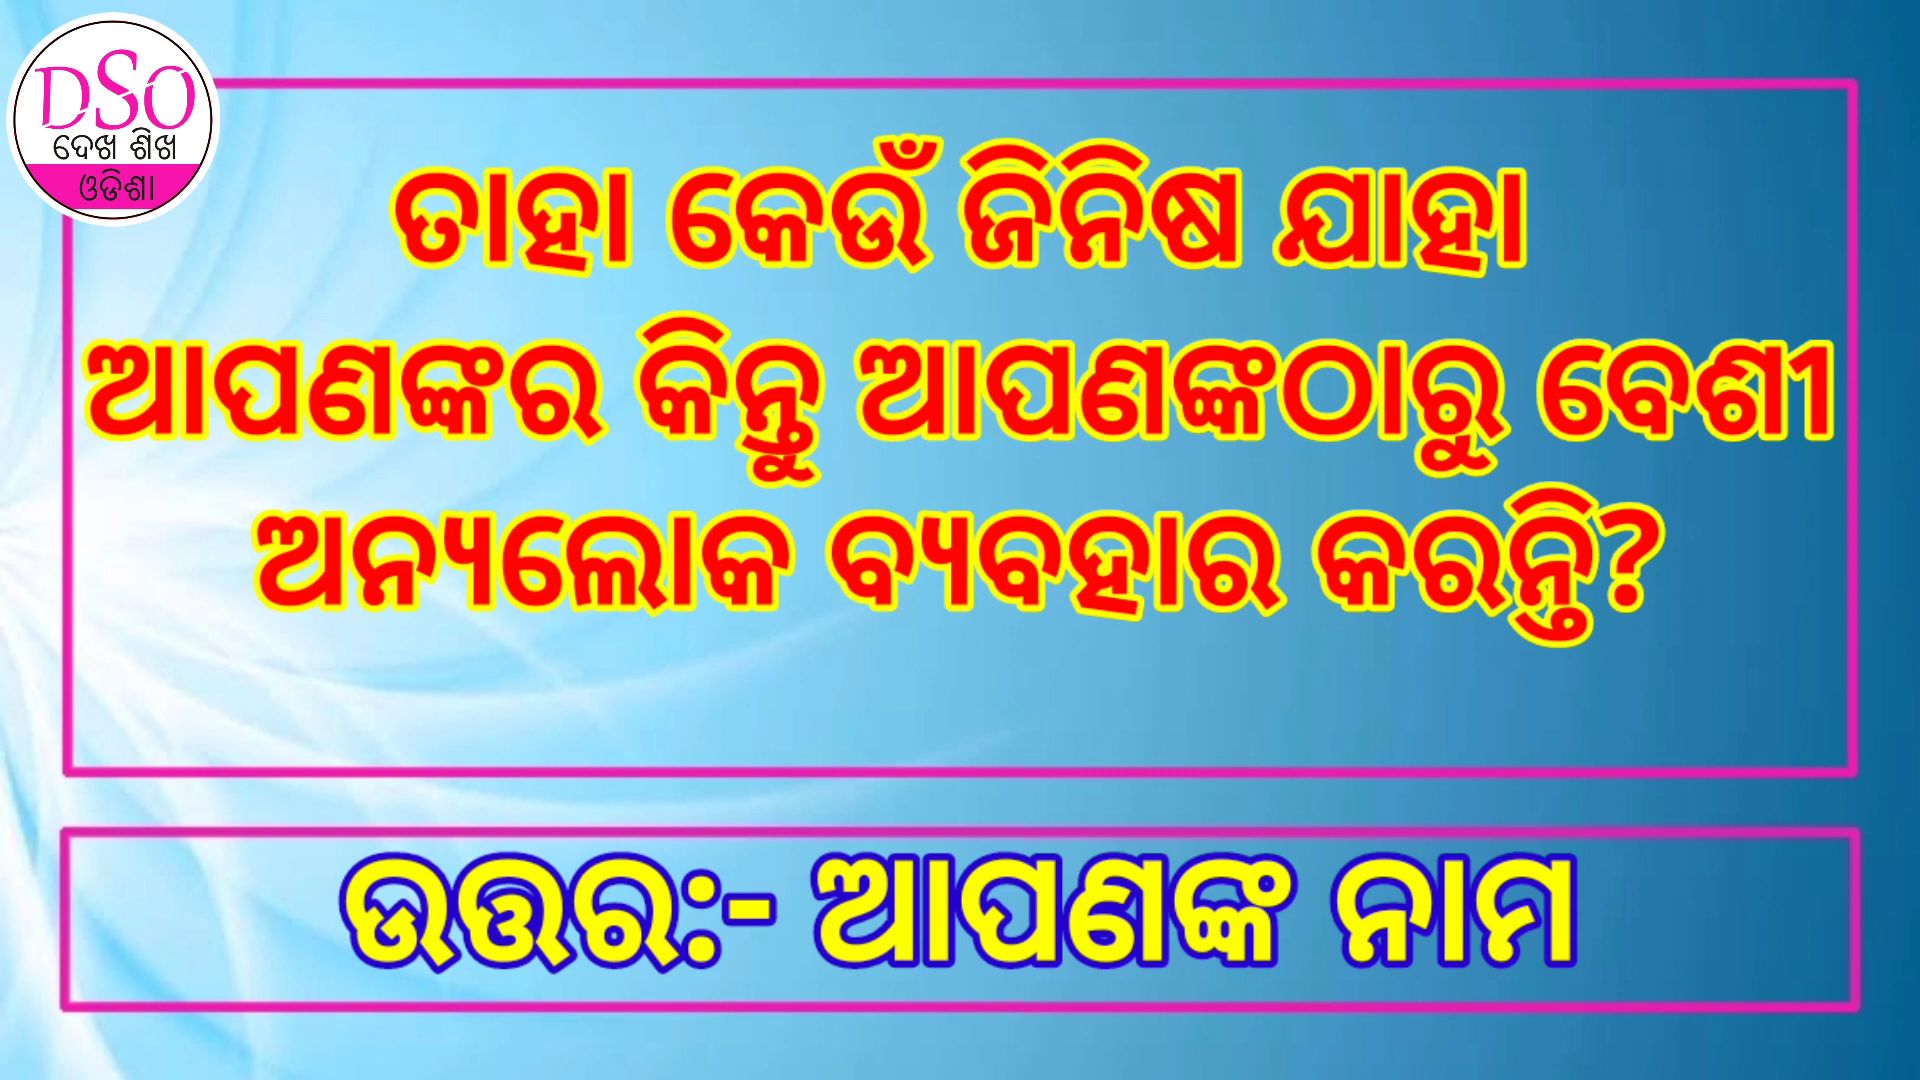 DSO
ଦେଖ ଶିଖ
ଓଡିଶା
ତାହା କେଉଁ ଜିନିଷ ଯାହା
ଆପଣଙ୍କର କିନ୍ତୁ ଆପଣଙ୍କଠାରୁ ବେଶୀ
ଅନ୍ୟଲୋକ ବ୍ୟବହାର କରନ୍ତି?
ଉତ୍ତର:- ଆପଣଙ୍କ ନାମ